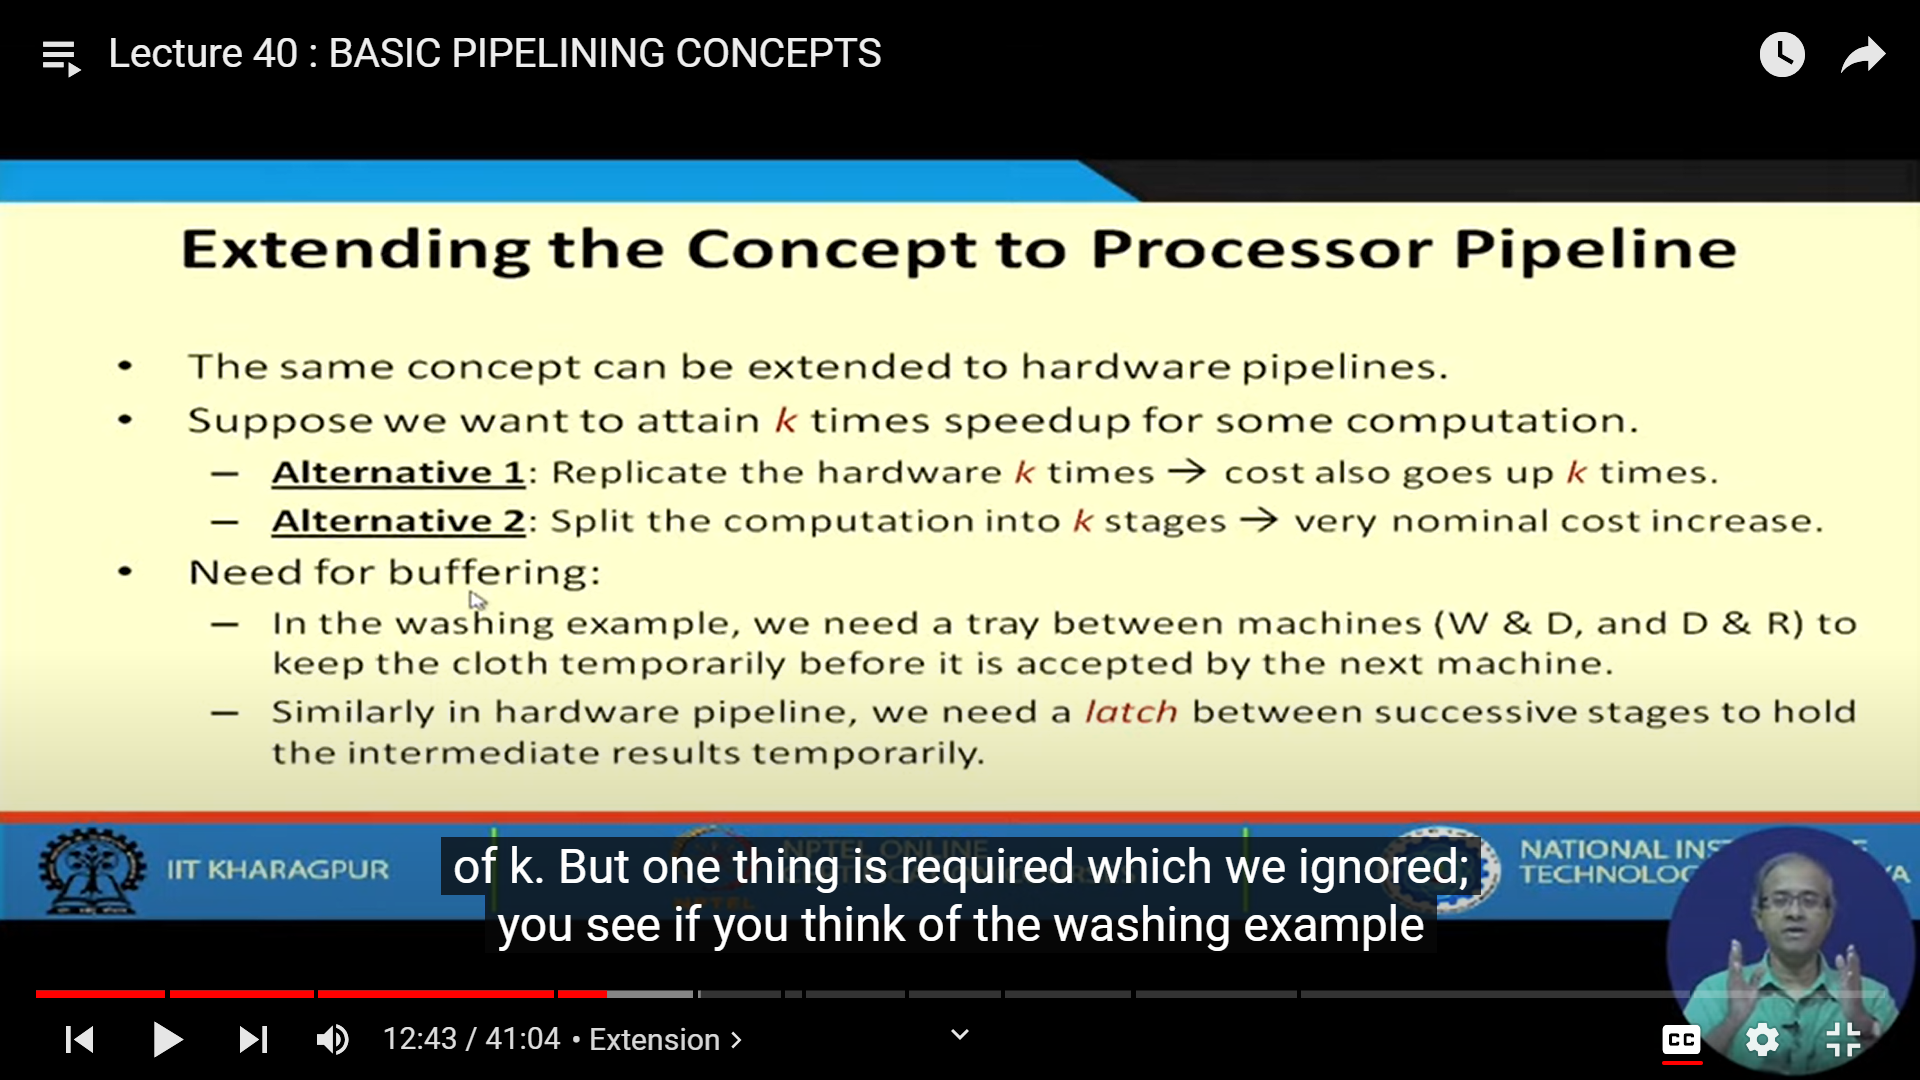 Lecture 40 : BASIC PIPELINING CONCEPTS
Extending the Concept to Processor Pipeline
• The same concept can be extended to hardware pipelines.
• Suppose we want to attain k times speedup for some computation.
– Alternative 1: Replicate the hardware k times → cost also goes up k times.
– Alternative 2: Split the computation into k stages → very nominal cost increase.
• Need for buffering:
– In the washing example, we need a tray between machines (W & D, and D & R) to
keep the cloth temporarily before it is accepted by the next machine.
– Similarly in hardware pipeline, we need a latch between successive stages to hold
the intermediate results temporarily.
IIT KHARAGPUR
NPTEL ONLINE
NPTEL
NATIONAL INS
TECHNOLOG
of k. But one thing is required which we ignored;
you see if you think of the washing example
12:43 / 41:04 • Extension >
CC